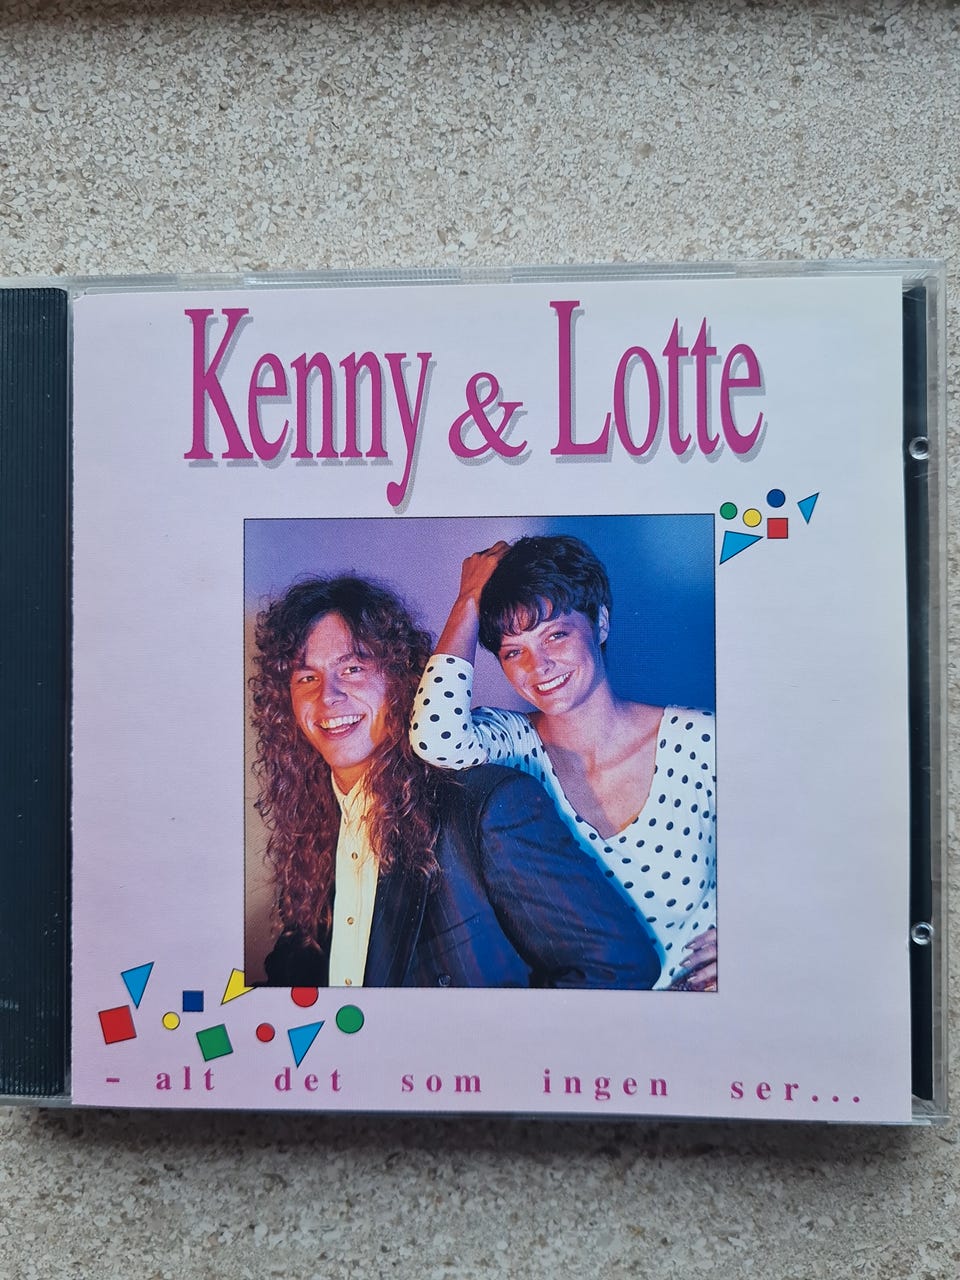 Kenny & Lotte
- alt det som ingen ser...